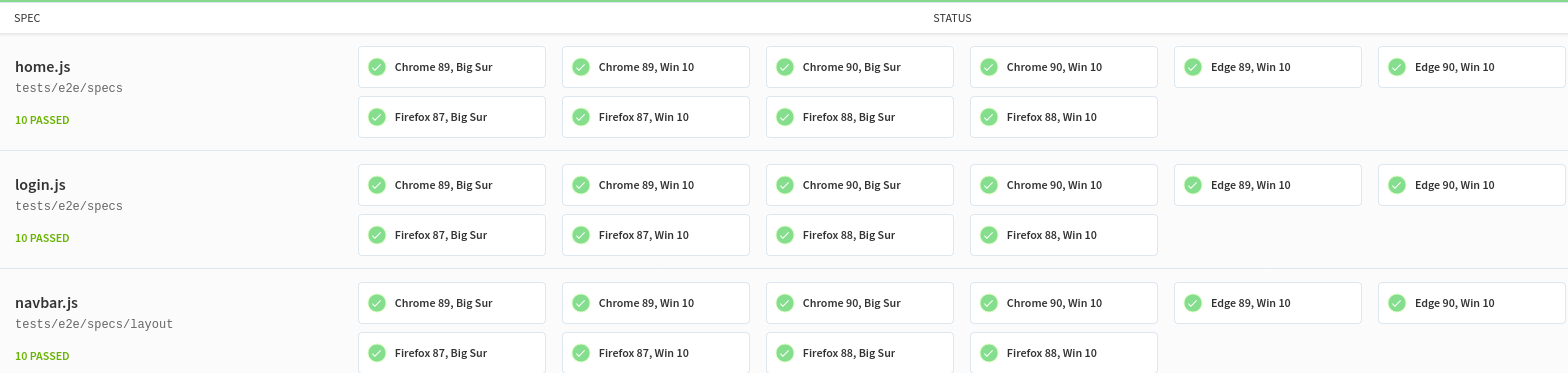 SPEC STATUS
home.js
tests/e2e/specs
10 PASSED
Chrome 89, Big Sur Chrome 89, Win 10 Chrome 90, Big Sur Chrome 90, Win 10 Edge 89, Win 10 Edge 90, Win 10
Firefox 87, Big Sur Firefox 87, Win 10 Firefox 88, Big Sur Firefox 88, Win 10
login.js
tests/e2e/specs
10 PASSED
Chrome 89, Big Sur Chrome 89, Win 10 Chrome 90, Big Sur Chrome 90, Win 10 Edge 89, Win 10 Edge 90, Win 10
Firefox 87, Big Sur Firefox 87, Win 10 Firefox 88, Big Sur Firefox 88, Win 10
navbar.js
tests/e2e/specs/layout
10 PASSED
Chrome 89, Big Sur Chrome 89, Win 10 Chrome 90, Big Sur Chrome 90, Win 10 Edge 89, Win 10 Edge 90, Win 10
Firefox 87, Big Sur Firefox 87, Win 10 Firefox 88, Big Sur Firefox 88, Win 10